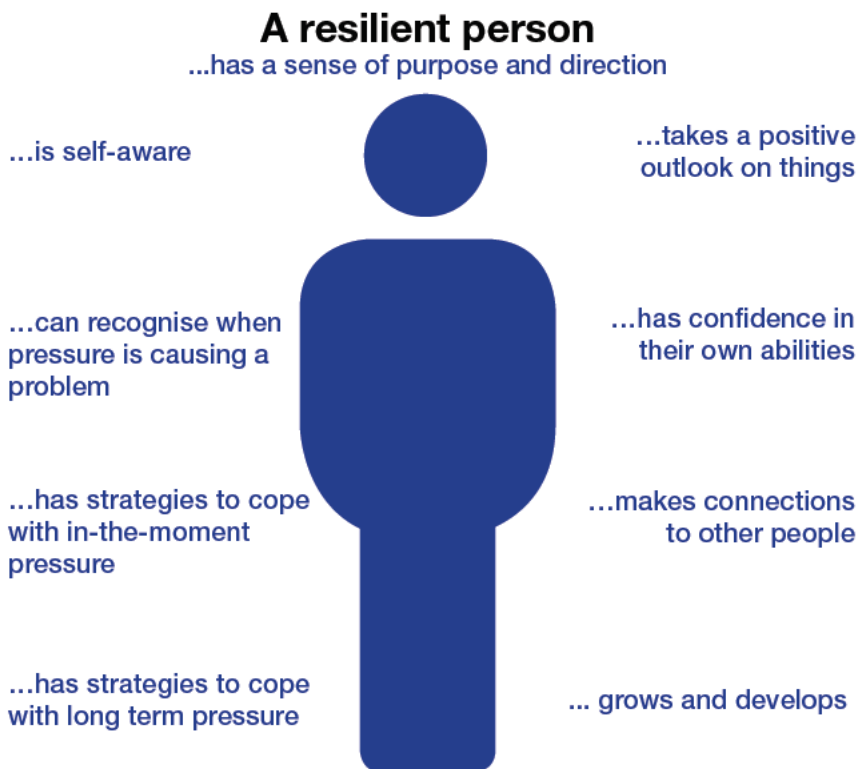 A resilient person
...has a sense of purpose and direction
...is self-aware
...takes a positive
outlook on things
...can recognise when
pressure is causing a
problem
...has confidence in
their own abilities
...has strategies to cope
with in-the-moment
pressure
...makes connections
to other people
...has strategies to cope
with long term pressure
... grows and develops